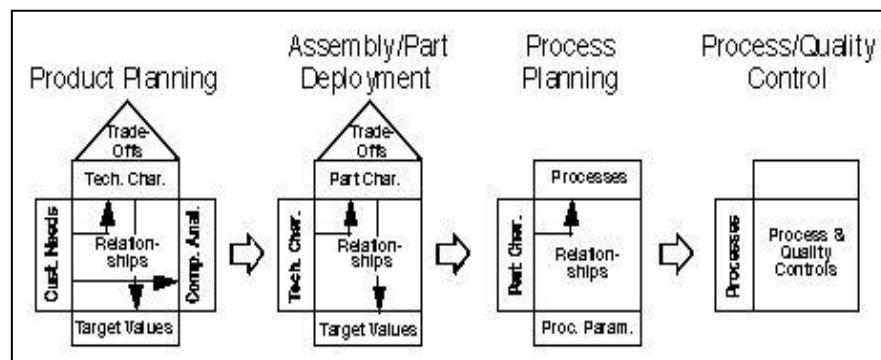 Product Planning
Assembly/Part
Deployment
Process
Planning
Process/Quality
Control
Trade-
Offs
Tech. Char.
Cust. Needs
Relation-
ships
Comp. Anal.
Target Values
Trade-
Offs
Part Char.
Tech. Char.
Relation-
ships
Target Values
Processes
Part Char.
Relation-
ships
Proc. Param.
Processes
Process &
Quality
Controls